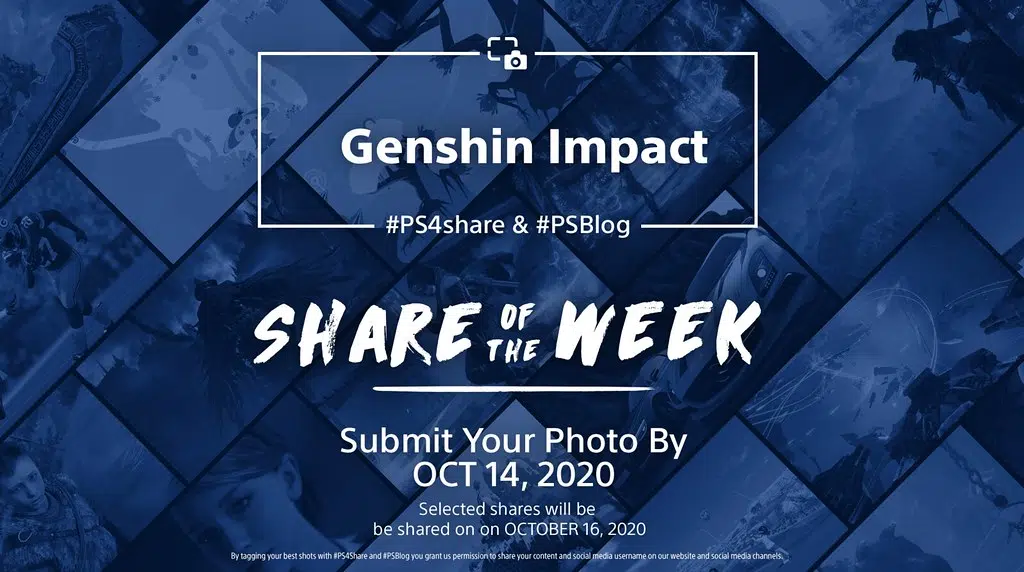 Genshin Impact
#PS4share & #PSBlog
SHARE OF THE WEEK
Submit Your Photo By
OCT 14, 2020
Selected shares will be
be shared on on OCTOBER 16, 2020
By tagging your best shots with #PS4Share and #PSBlog you grant us permission to share your content and social media username on our website and social media channels.